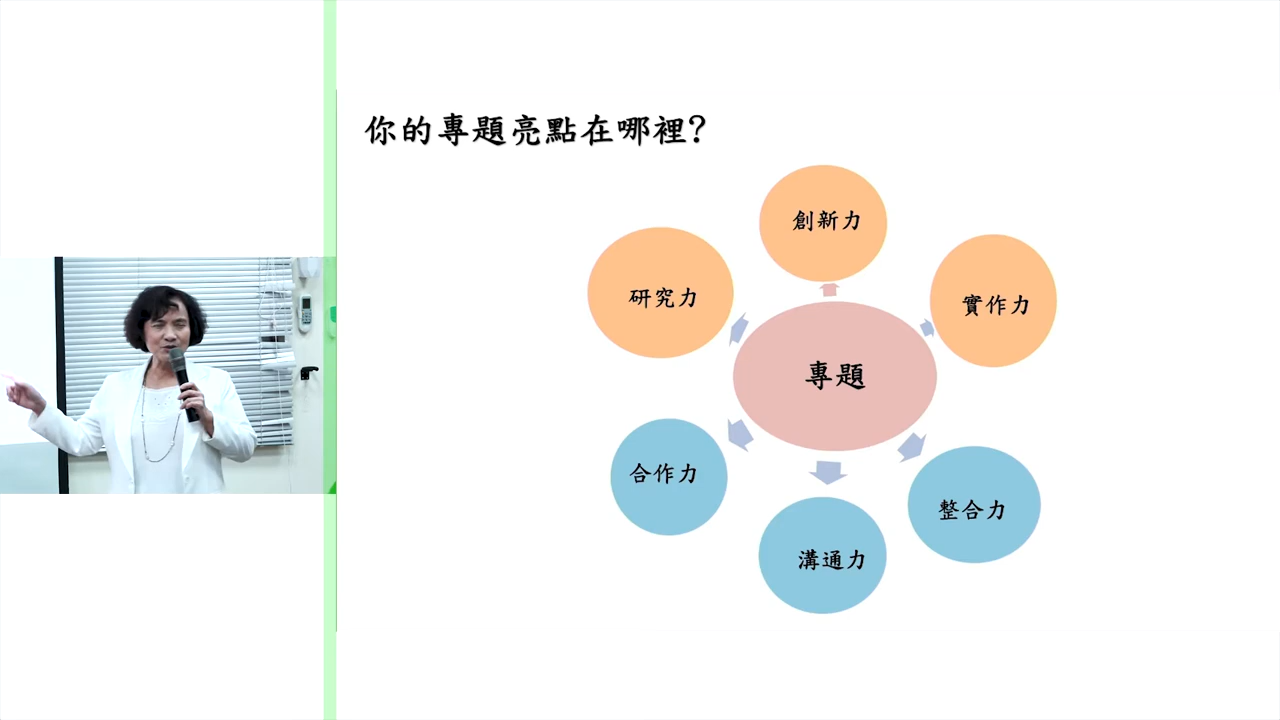 你的專題亮點在哪裡?
創新力
研究力
實作力
專題
合作力
整合力
溝通力